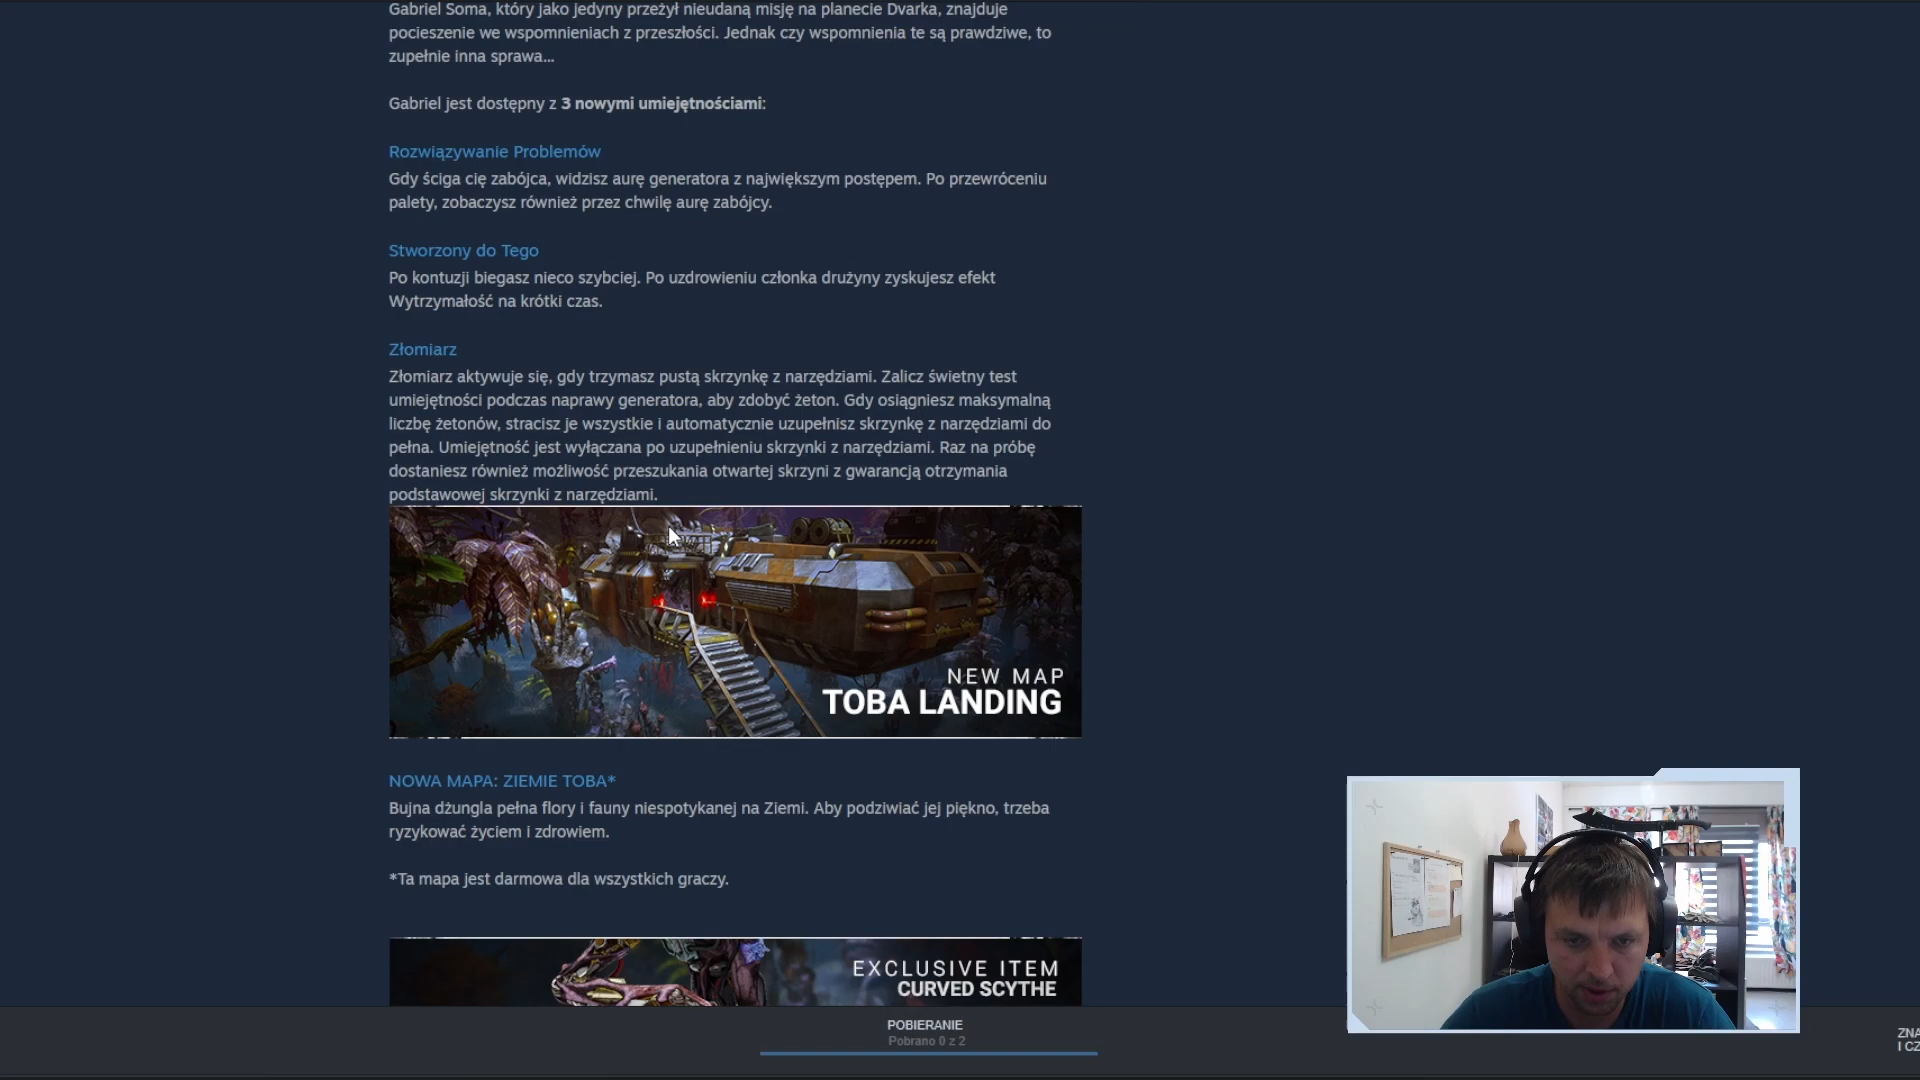 Gabriel Soma, który jako jedyny przeżył nieudaną misję na planecie Dvarka, znajduje
pocieszenie we wspomnieniach z przeszłości. Jednak czy wspomnienia te są prawdziwe, to
zupełnie inna sprawa...
Gabriel jest dostępny z 3 nowymi umiejętnościami:
Rozwiązywanie Problemów
Gdy ściga cię zabójca, widzisz aurę generatora z największym postępem. Po przewróceniu
palety, zobaczysz również przez chwilę aurę zabójcy.
Stworzony do Tego
Po kontuzji biegasz nieco szybciej. Po uzdrowieniu członka drużyny zyskujesz efekt
Wytrzymałość na krótki czas.
Złomiarz
Złomiarz aktywuje się, gdy trzymasz pustą skrzynkę z narzędziami. Zalicz świetny test
umiejętności podczas naprawy generatora, aby zdobyć żeton. Gdy osiągniesz maksymalną
liczbę żetonów, stracisz je wszystkie i automatycznie uzupełnisz skrzynkę z narzędziami do
pełna. Umiejętność jest wyłączana po uzupełnieniu skrzynki z narzędziami. Raz na próbę
dostaniesz również możliwość przeszukania otwartej skrzyni z gwarancją otrzymania
podstawowej skrzynki z narzędziami.
NEW MAP
TOBA LANDING
NOWA MAPA: ZIEMIE TOBA*
Bujna dżungla pełna flory i fauny niespotykanej na Ziemi. Aby podziwiać jej piękno, trzeba
ryzykować życiem i zdrowiem.
*Ta mapa jest darmowa dla wszystkich graczy.
EXCLUSIVE ITEM
CURVED SCYTHE
POBIERANIE
Pobrano 0 z 2
ZNA
I CZ